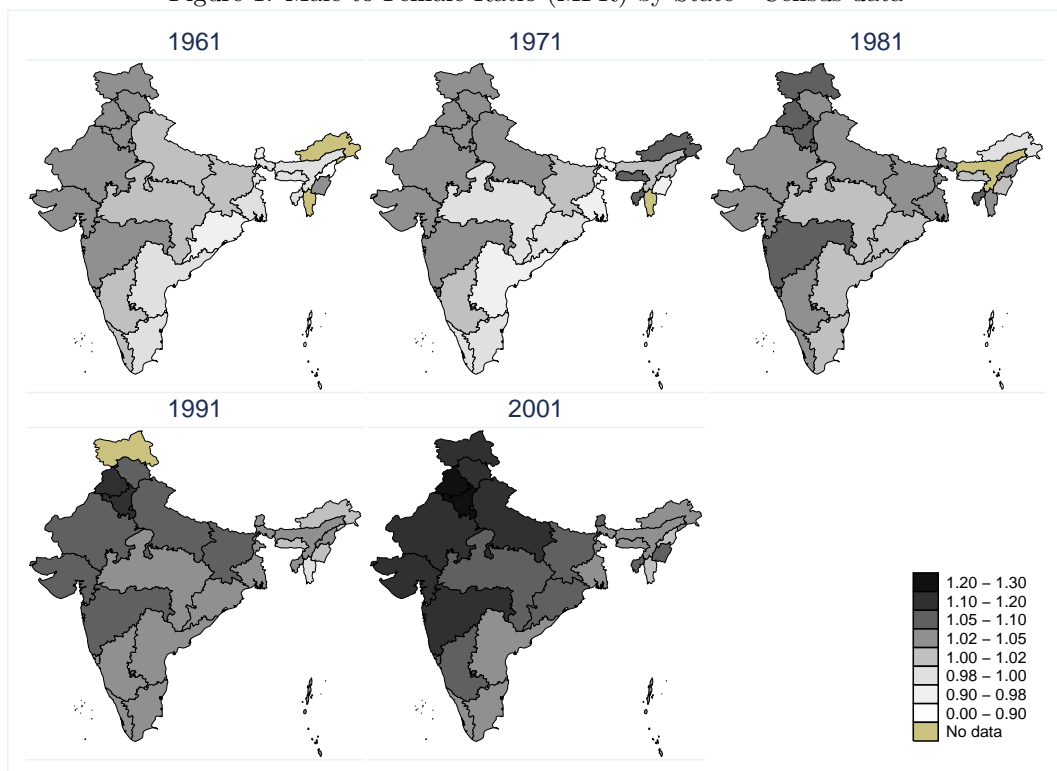 Figure 1: Male to Female Ratio (MFR) by State - Census data
1961
1971
1981
1991
2001
1.20 – 1.30
1.10 – 1.20
1.05 – 1.10
1.02 – 1.05
1.00 – 1.02
0.98 – 1.00
0.90 – 0.98
0.00 – 0.90
No data